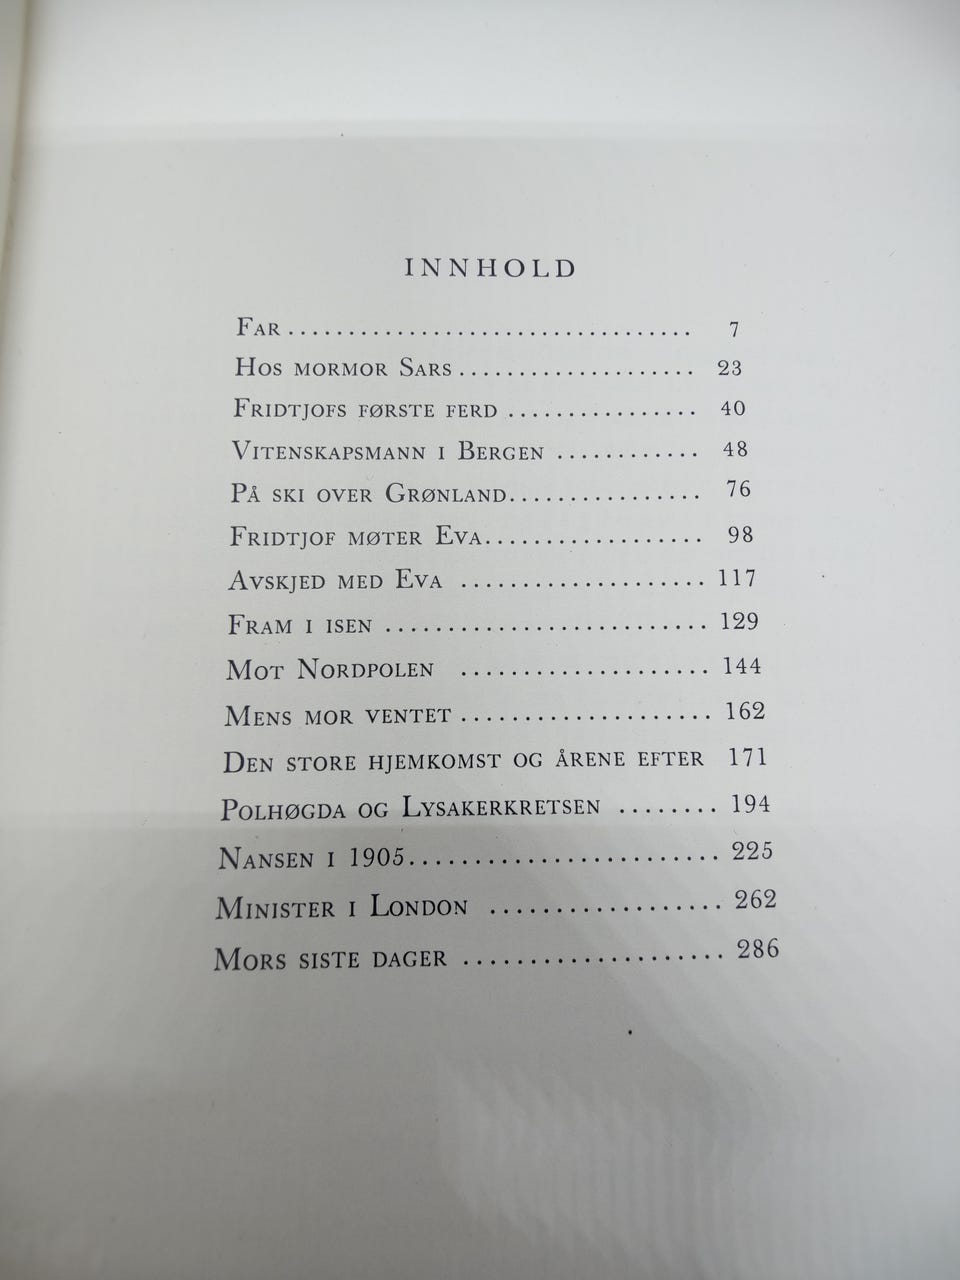 INNHOLD
Far .................................. 7
Hos mormor Sars .................... 23
Fridtjofs første ferd ................ 40
Vitenskapsmann i Bergen ............ 48
På ski over Grønland................ 76
Fridtjof møter Eva................... 98
Avskjed med Eva ..................... 117
Fram i isen ........................... 129
Mot Nordpolen ..................... 144
Mens mor ventet ..................... 162
Den store hjemkomst og årene efter 171
Polhøgda og Lysakerkretsen ........ 194
Nansen i 1905........................ 225
Minister i London .................. 262
Mors siste dager .................... 286